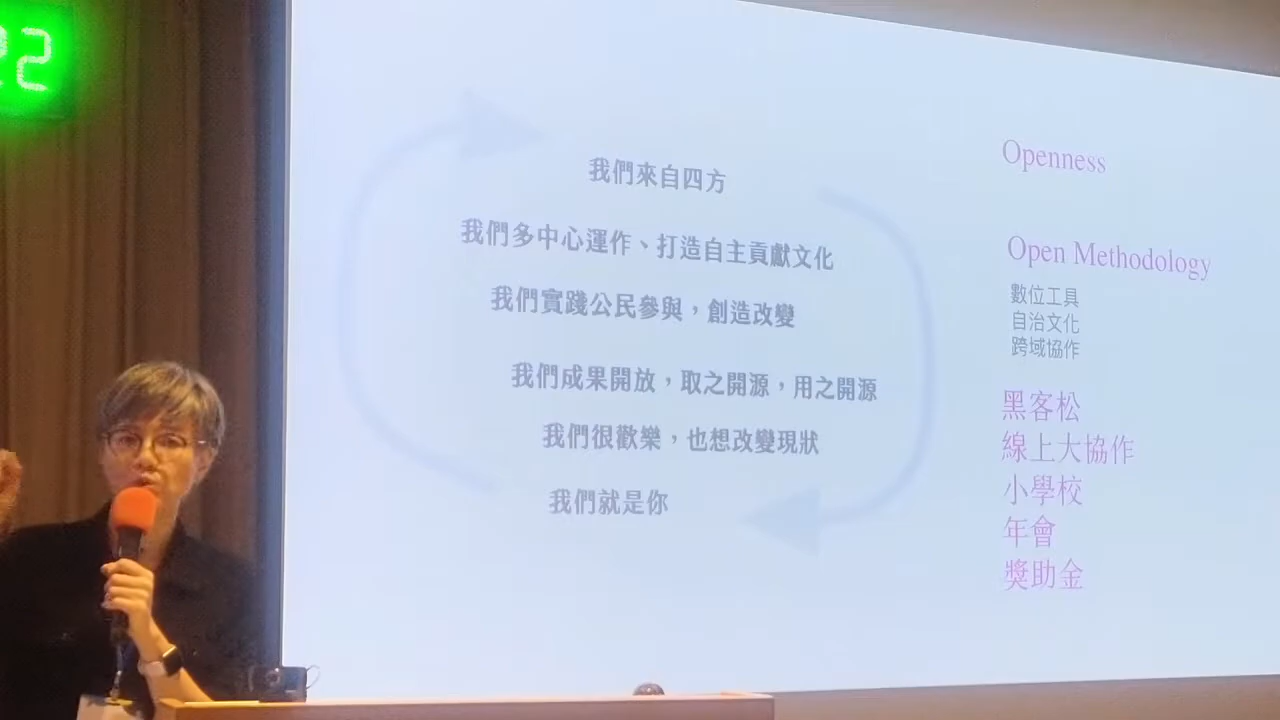 22
我們來自四方
我們多中心運作、打造自主貢獻文化
我們實踐公民參與，創造改變
我們成果開放，取之開源，用之開源
我們很歡樂，也想改變現狀
我們就是你
Openness
Open Methodology
數位工具
自治文化
跨域協作
黑客松
線上大協作
小學校
年會
獎助金